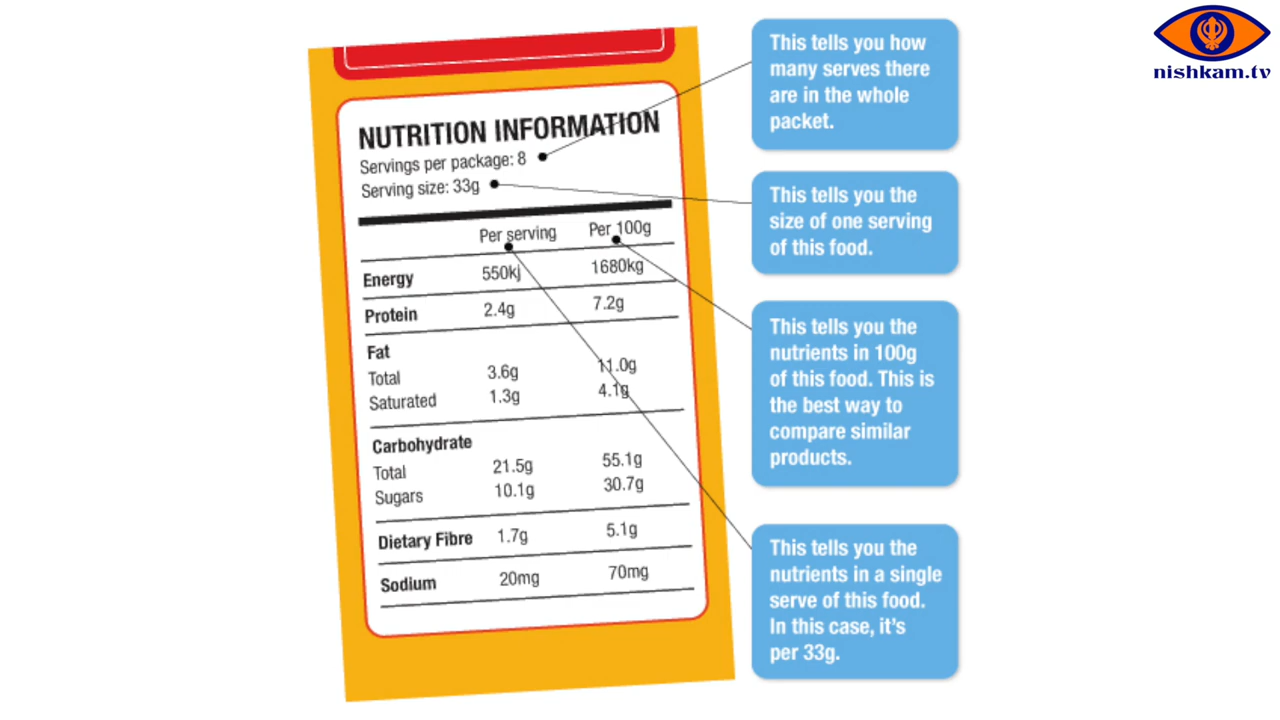 nishkam.tv
NUTRITION INFORMATION
Servings per package: 8
Serving size: 33g
Per serving Per 100g
Energy 550kj 1680kg
Protein 2.4g 7.2g
Fat
Total 3.6g 11.0g
Saturated 1.3g 4.1g
Carbohydrate
Total 21.5g 55.1g
Sugars 10.1g 30.7g
Dietary Fibre 1.7g 5.1g
Sodium 20mg 70mg
This tells you how
many serves there
are in the whole
packet.
This tells you the
size of one serving
of this food.
This tells you the
nutrients in 100g
of this food. This is
the best way to
compare similar
products.
This tells you the
nutrients in a single
serve of this food.
In this case, it's
per 33g.